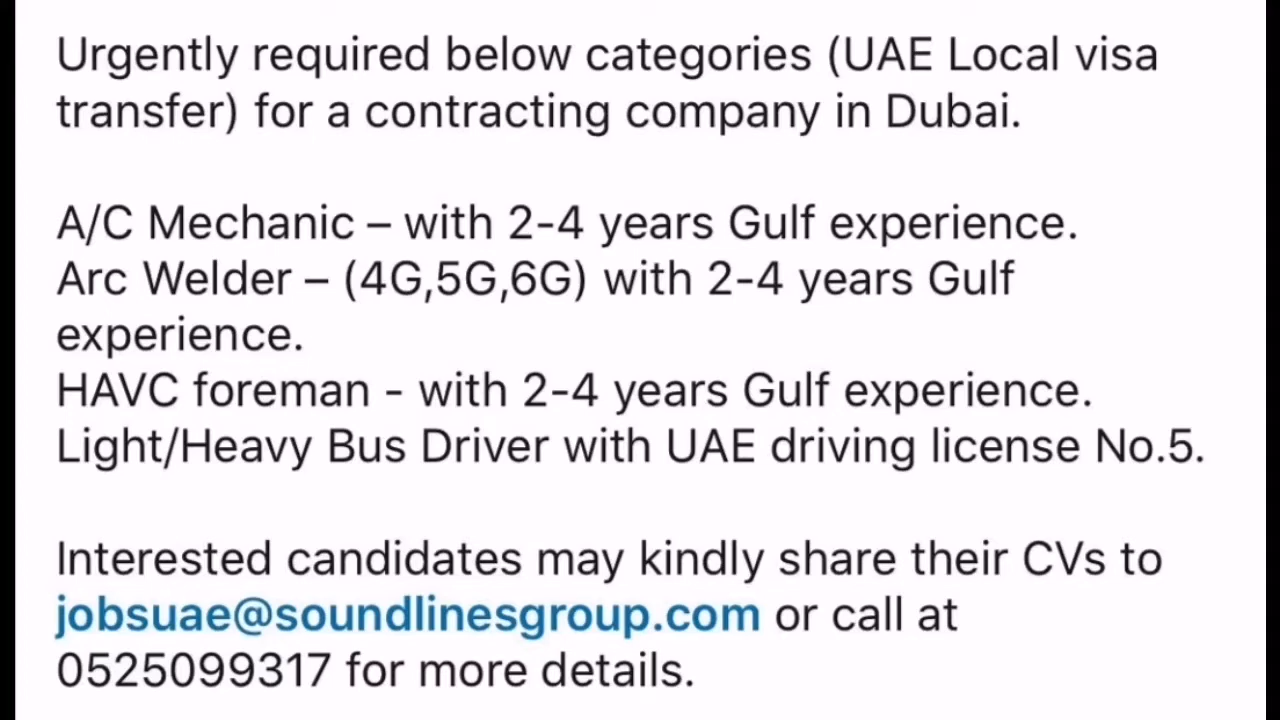 Urgently required below categories (UAE Local visa
transfer) for a contracting company in Dubai.
A/C Mechanic – with 2-4 years Gulf experience.
Arc Welder – (4G,5G,6G) with 2-4 years Gulf
experience.
HAVC foreman - with 2-4 years Gulf experience.
Light/Heavy Bus Driver with UAE driving license No.5.
Interested candidates may kindly share their CVs to
jobsuae@soundlinesgroup.com or call at
0525099317 for more details.